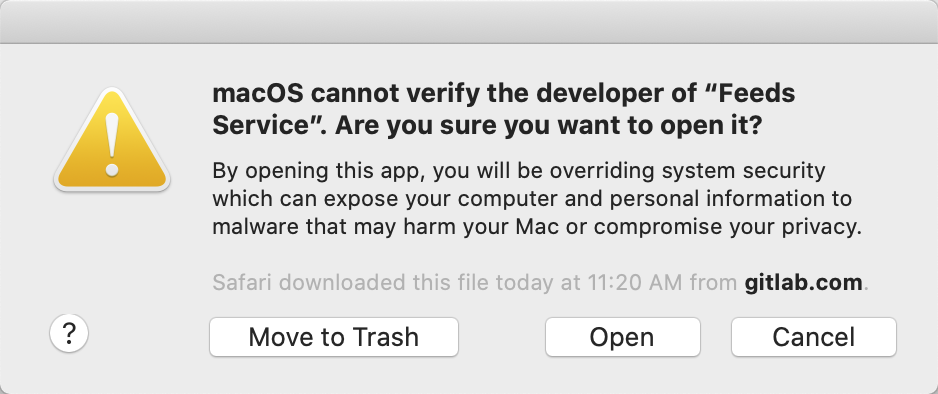 macOS cannot verify the developer of “Feeds
Service”. Are you sure you want to open it?
By opening this app, you will be overriding system security
which can expose your computer and personal information to
malware that may harm your Mac or compromise your privacy.
Safari downloaded this file today at 11:20 AM from gitlab.com.
? Move to Trash Open Cancel